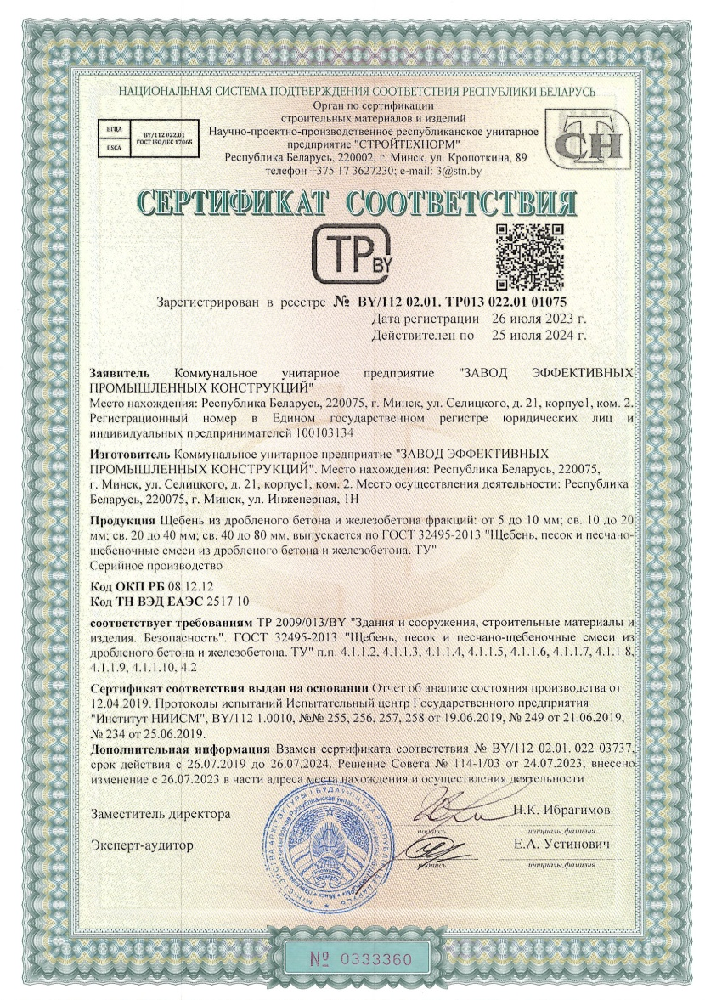 НАЦИОНАЛЬНАЯ СИСТЕМА ПОДТВЕРЖДЕНИЯ СООТВЕТСТВИЯ РЕСПУБЛИКИ БЕЛАРУСЬ
Орган по сертификации
строительных материалов и изделий
Научно-проектно-производственное республиканское унитарное
предприятие "СТРОЙТЕХНОРМ"
Республика Беларусь, 220002, г. Минск, ул. Кропоткина, 89
телефон +375 17 3627230; e-mail: 3@stn.by
БГЦА
BSCA
BY/112 022.01
ГОСТ ISO/IEC 17065
СТН
СЕРТИФИКАТ СООТВЕТСТВИЯ
ТР BY
Зарегистрирован в реестре № BY/112 02.01. ТР013 022.01 01075
Дата регистрации 26 июля 2023 г.
Действителен по 25 июля 2024 г.
Заявитель Коммунальное унитарное предприятие "ЗАВОД ЭФФЕКТИВНЫХ
ПРОМЫШЛЕННЫХ КОНСТРУКЦИЙ"
Место нахождения: Республика Беларусь, 220075, г. Минск, ул. Селицкого, д. 21, корпус1, ком. 2.
Регистрационный номер в Едином государственном регистре юридических лиц и
индивидуальных предпринимателей 100103134
Изготовитель Коммунальное унитарное предприятие "ЗАВОД ЭФФЕКТИВНЫХ
ПРОМЫШЛЕННЫХ КОНСТРУКЦИЙ". Место нахождения: Республика Беларусь, 220075,
г. Минск, ул. Селицкого, д. 21, корпус1, ком. 2. Место осуществления деятельности: Республика
Беларусь, 220075, г. Минск, ул. Инженерная, 1Н
Продукция Щебень из дробленого бетона и железобетона фракций: от 5 до 10 мм; св. 10 до 20
мм; св. 20 до 40 мм; св. 40 до 80 мм, выпускается по ГОСТ 32495-2013 "Щебень, песок и песчано-
щебеночные смеси из дробленого бетона и железобетона. ТУ"
Серийное производство
Код ОКП РБ 08.12.12
Код ТН ВЭД ЕАЭС 2517 10
соответствует требованиям ТР 2009/013/BY "Здания и сооружения, строительные материалы и
изделия. Безопасность". ГОСТ 32495-2013 "Щебень, песок и песчано-щебеночные смеси из
дробленого бетона и железобетона. ТУ" п.п. 4.1.1.2, 4.1.1.3, 4.1.1.4, 4.1.1.5, 4.1.1.6, 4.1.1.7, 4.1.1.8,
4.1.1.9, 4.1.1.10, 4.2
Сертификат соответствия выдан на основании Отчет об анализе состояния производства от
12.04.2019. Протоколы испытаний Испытательный центр Государственного предприятия
"Институт НИИСМ", BY/112 1.0010, №№ 255, 256, 257, 258 от 19.06.2019, № 249 от 21.06.2019.
№ 234 от 25.06.2019.
Дополнительная информация Взамен сертификата соответствия № BY/112 02.01. 022 03737,
срок действия с 26.07.2019 до 26.07.2024. Решение Совета № 114-1/03 от 24.07.2023, внесено
изменение с 26.07.2023 в части адреса места нахождения и осуществления деятельности
Заместитель директора
Н.К. Ибрагимов
подпись
инициалы, фамилия
Эксперт-аудитор
Е.А. Устинович
подпись
инициалы, фамилия
№ 0333360